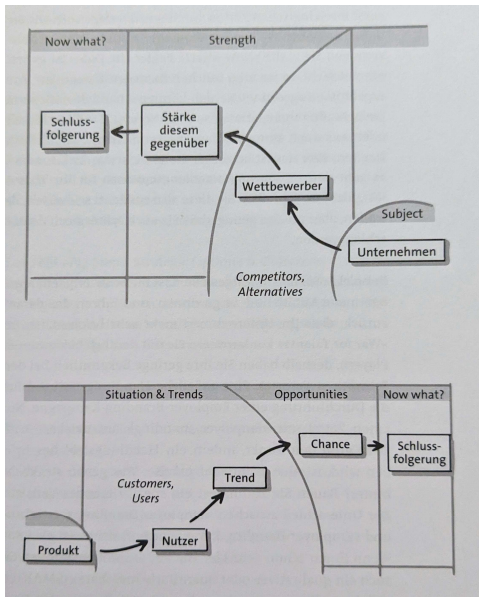 Now what?
Strength
Schluss-
folgerung
Stärke
diesem
gegenüber
Wettbewerber
Subject
Unternehmen
Competitors,
Alternatives
Situation & Trends
Opportunities
Now what?
Chance
Schluss-
folgerung
Trend
Customers,
Users
Nutzer
Produkt